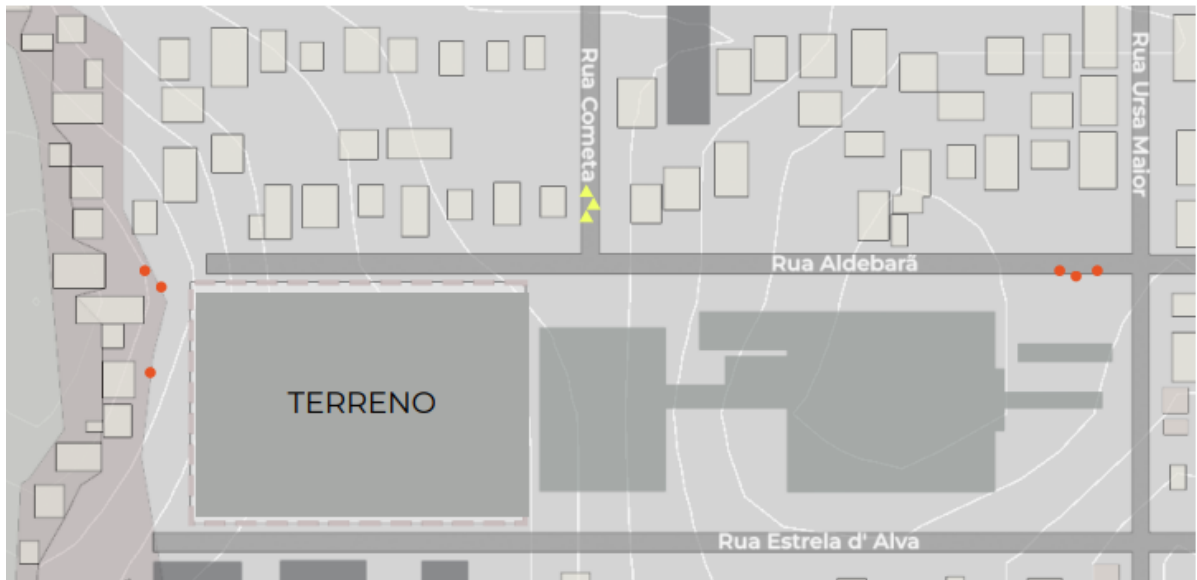 Rua Cometa
Rua Ursa Maior
Rua Aldebarã
TERRENO
Rua Estrela d' Alva